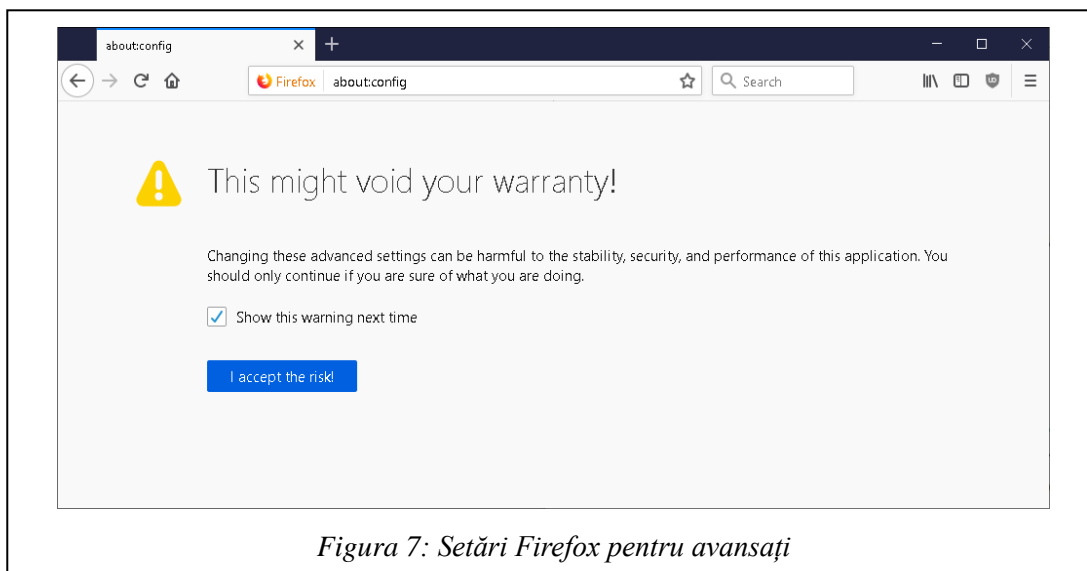 about:config
Firefox about:config Search
This might void your warranty!
Changing these advanced settings can be harmful to the stability, security, and performance of this application. You
should only continue if you are sure of what you are doing.
Show this warning next time
I accept the risk!
Figura 7: Setări Firefox pentru avansați